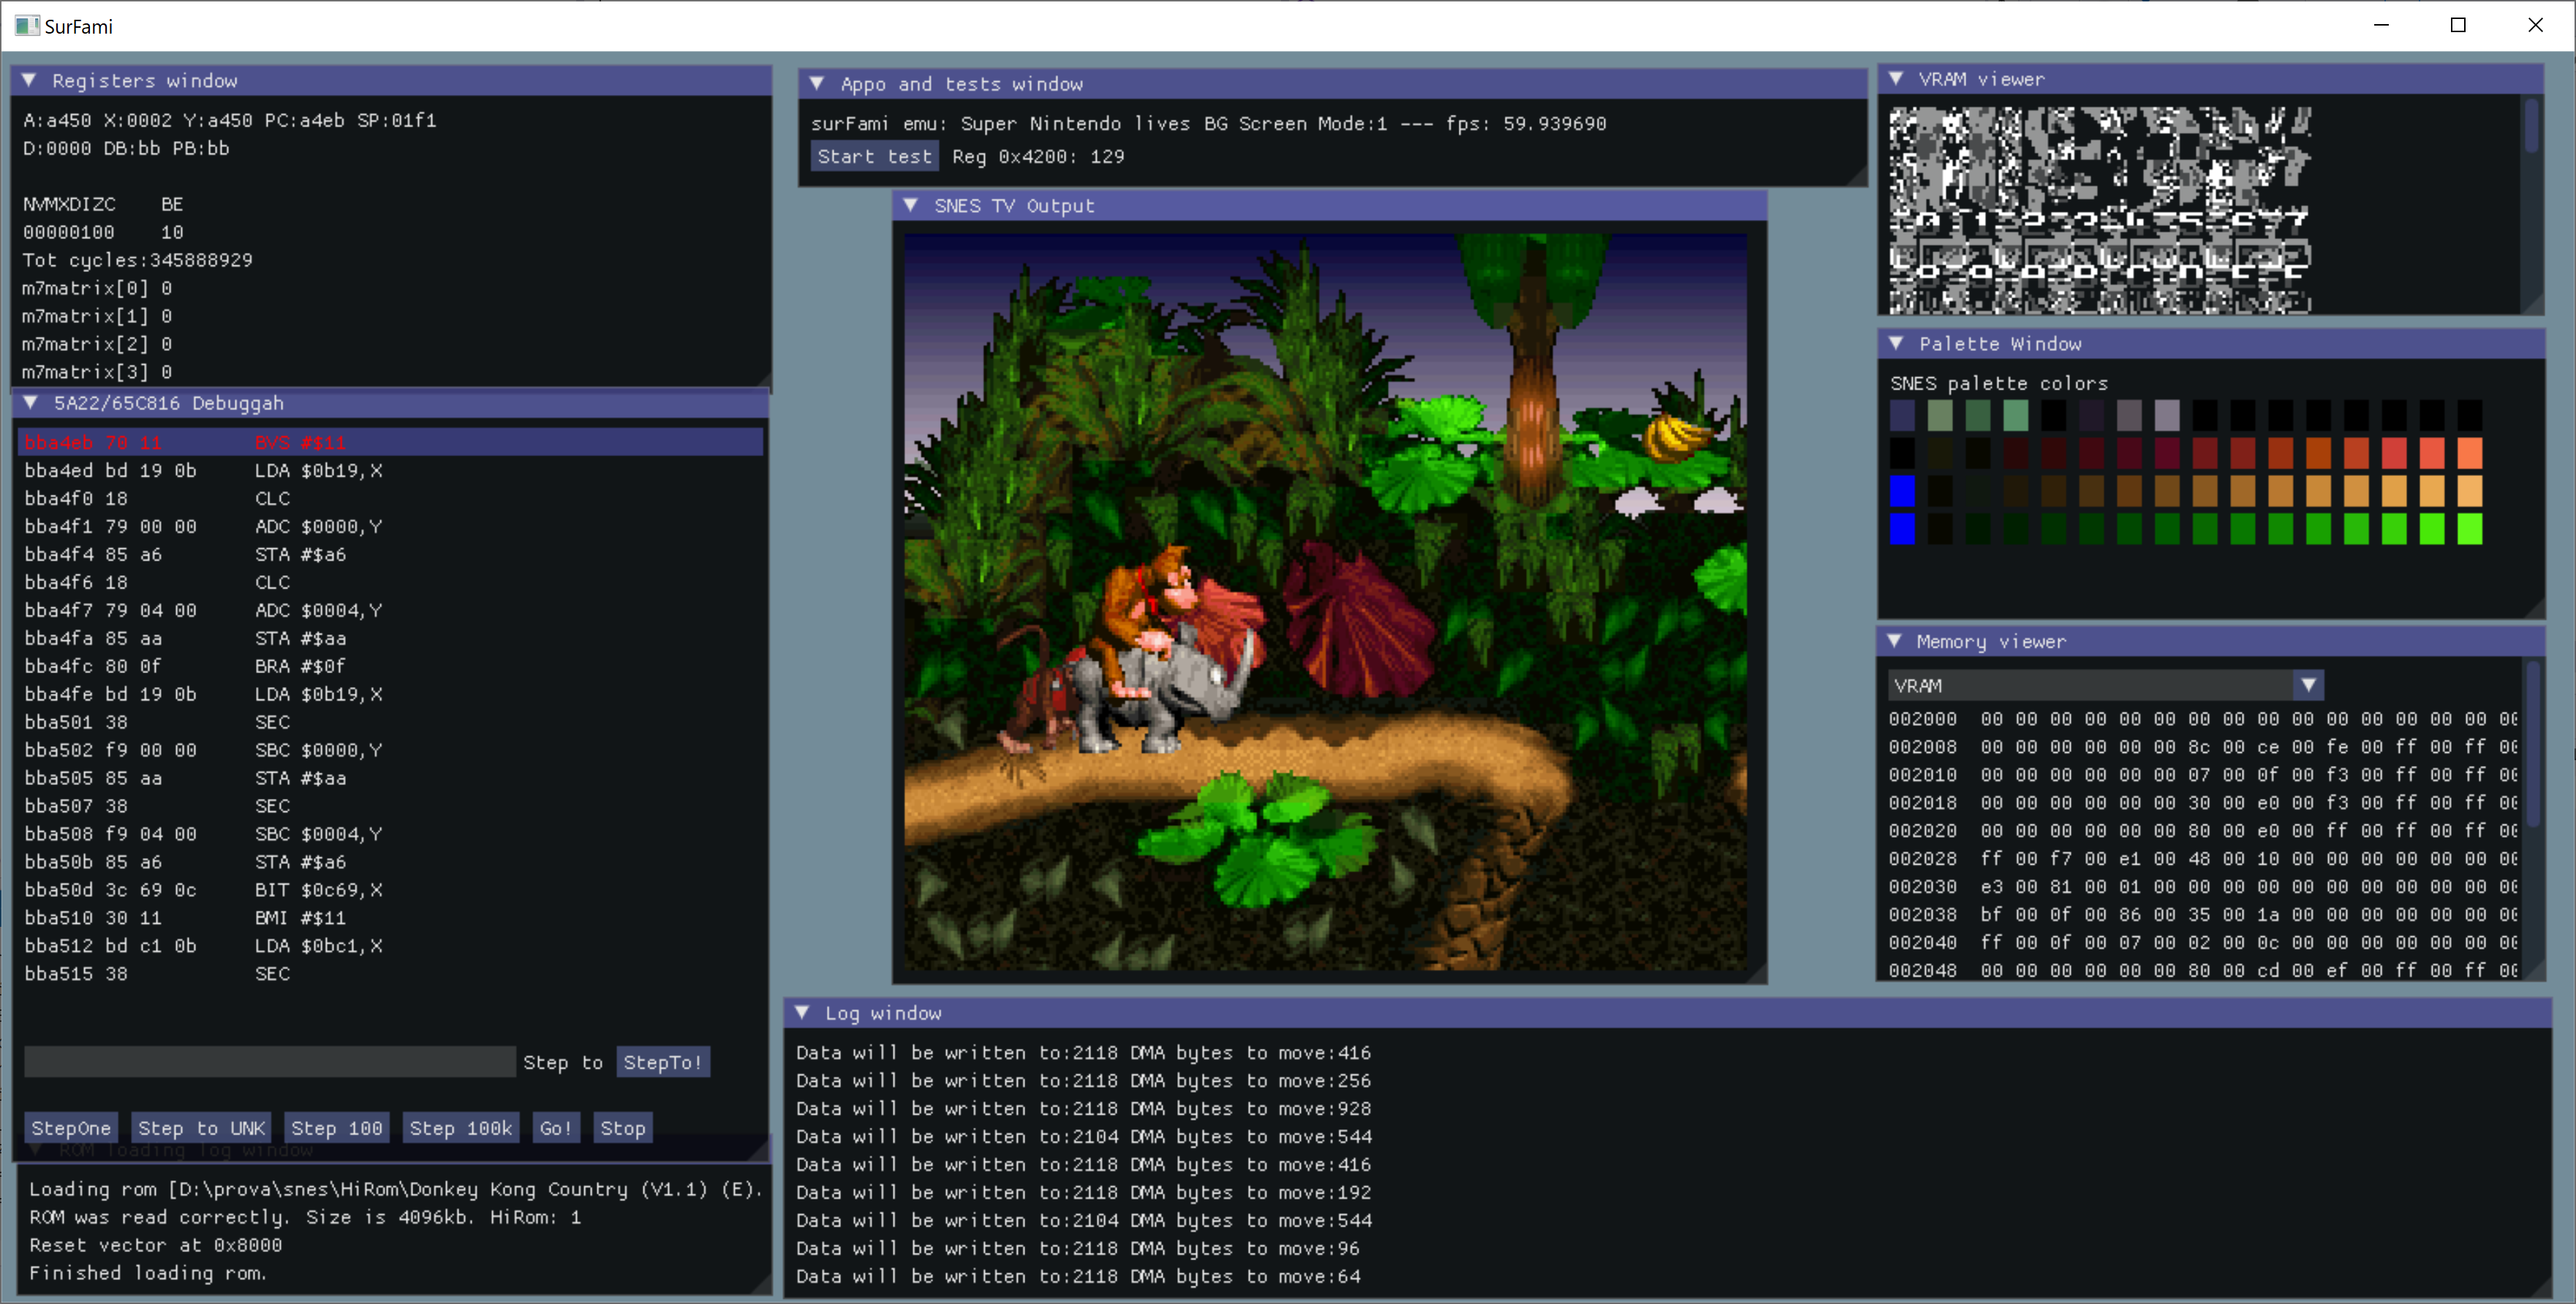 SurFami
Registers window
A:a450 X:0002 Y:a450 PC:a4eb SP:01f1
D:0000 DB:bb PB:bb
NVMXDIZC BE
00000100 10
Tot cycles:345888929
m7matrix[0] 0
m7matrix[1] 0
m7matrix[2] 0
m7matrix[3] 0
5A22/65C816 Debuggah
bba4eb 70 11 BVS #$11
bba4ed bd 19 0b LDA $0b19,X
bba4f0 18 CLC
bba4f1 79 00 00 ADC $0000,Y
bba4f4 85 a6 STA #$a6
bba4f6 18 CLC
bba4f7 79 04 00 ADC $0004,Y
bba4fa 85 aa STA #$aa
bba4fc 80 0f BRA #$0f
bba4fe bd 19 0b LDA $0b19,X
bba501 38 SEC
bba502 f9 00 00 SBC $0000,Y
bba505 85 aa STA #$aa
bba507 38 SEC
bba508 f9 04 00 SBC $0004,Y
bba50b 85 a6 STA #$a6
bba50d 3c 69 0c BIT $0c69,X
bba510 30 11 BMI #$11
bba512 bd c1 0b LDA $0bc1,X
bba515 38 SEC
Step to StepTo!
StepOne Step to UNK Step 100 Step 100k Go! Stop
ROM loading log window
Loading rom [D:\prova\snes\HiRom\Donkey Kong Country (V1.1) (E).
ROM was read correctly. Size is 4096kb. HiRom: 1
Reset vector at 0x8000
Finished loading rom.
Appo and tests window
surFami emu: Super Nintendo lives BG Screen Mode:1 --- fps: 59.939690
Start test Reg 0x4200: 129
SNES TV Output
Log window
Data will be written to:2118 DMA bytes to move:416
Data will be written to:2118 DMA bytes to move:256
Data will be written to:2118 DMA bytes to move:928
Data will be written to:2104 DMA bytes to move:544
Data will be written to:2118 DMA bytes to move:416
Data will be written to:2118 DMA bytes to move:192
Data will be written to:2104 DMA bytes to move:544
Data will be written to:2118 DMA bytes to move:96
Data will be written to:2118 DMA bytes to move:64
VRAM viewer
Palette Window
SNES palette colors
Memory viewer
VRAM
002000 00 00 00 00 00 00 00 00 00 00 00 00 00 00 00 00
002008 00 00 00 00 00 00 8c 00 ce 00 fe 00 ff 00 ff 00
002010 00 00 00 00 00 00 07 00 0f 00 f3 00 ff 00 ff 00
002018 00 00 00 00 00 00 30 00 e0 00 f3 00 ff 00 ff 00
002020 00 00 00 00 00 00 80 00 e0 00 ff 00 ff 00 ff 00
002028 ff 00 f7 00 e1 00 48 00 10 00 00 00 00 00 00 00
002030 e3 00 81 00 01 00 00 00 00 00 00 00 00 00 00 00
002038 bf 00 0f 00 86 00 35 00 1a 00 00 00 00 00 00 00
002040 ff 00 0f 00 07 00 02 00 0c 00 00 00 00 00 00 00
002048 00 00 00 00 00 00 80 00 cd 00 ef 00 ff 00 ff 00